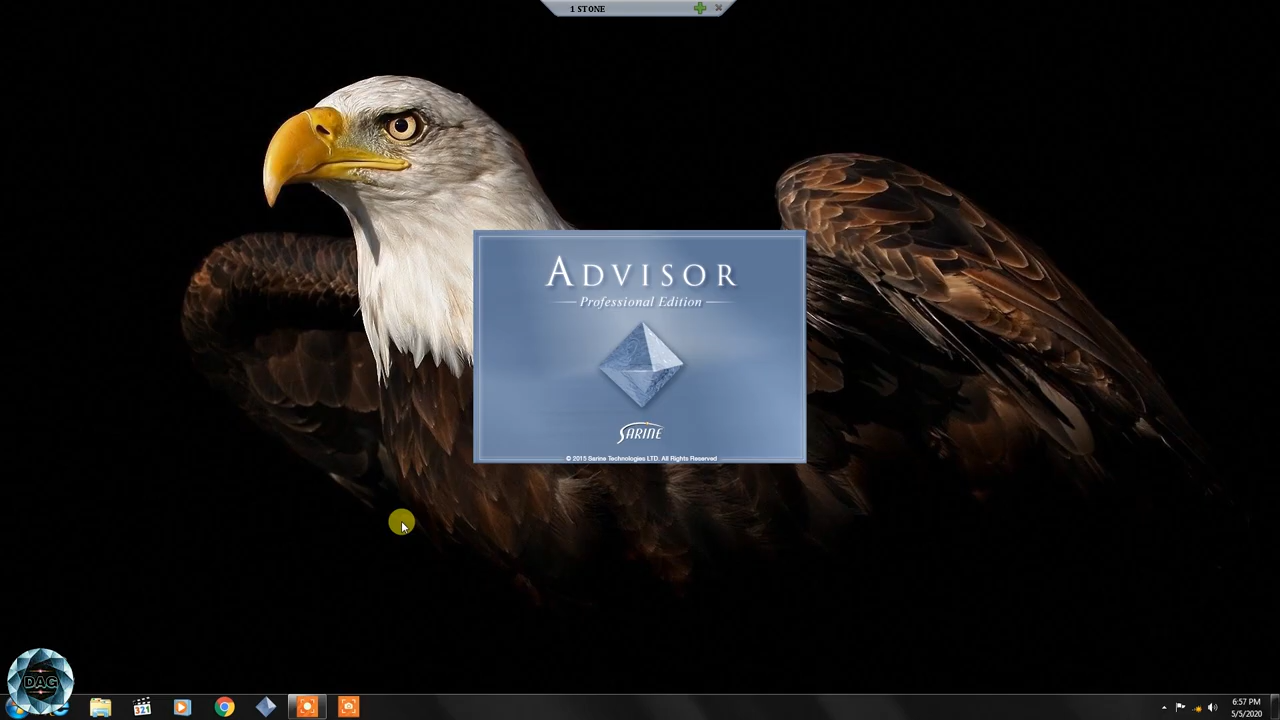 1 STONE
ADVISOR
Professional Edition
SARINE
© 2015 Sarine Technologies LTD. All Rights Reserved
DAG
321
6:57 PM
5/5/2020